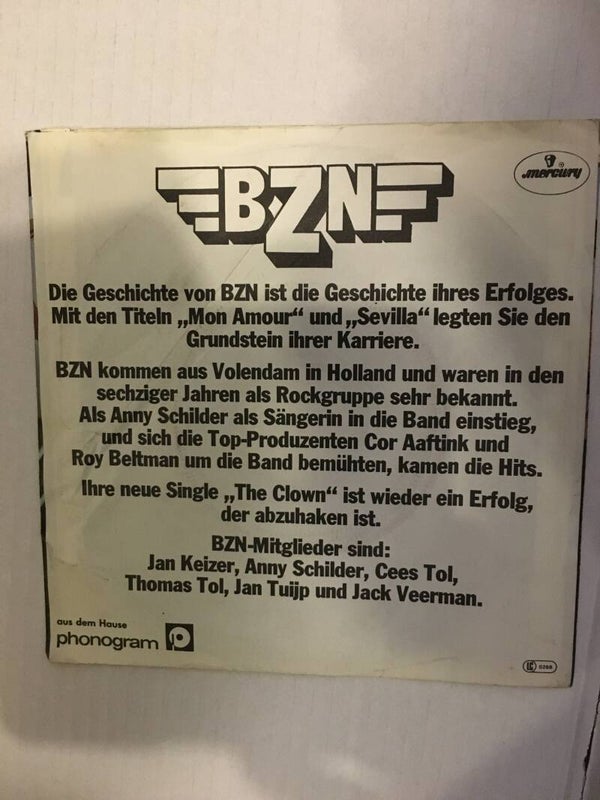 BZN
mercury
Die Geschichte von BZN ist die Geschichte ihres Erfolges.
Mit den Titeln „Mon Amour“ und „Sevilla“ legten Sie den
Grundstein ihrer Karriere.
BZN kommen aus Volendam in Holland und waren in den
sechziger Jahren als Rockgruppe sehr bekannt.
Als Anny Schilder als Sängerin in die Band einstieg,
und sich die Top-Produzenten Cor Aaftink und
Roy Beltman um die Band bemühten, kamen die Hits.
Ihre neue Single „The Clown“ ist wieder ein Erfolg,
der abzuhaken ist.
BZN-Mitglieder sind:
Jan Keizer, Anny Schilder, Cees Tol,
Thomas Tol, Jan Tuijp und Jack Veerman.
aus dem Hause
phonogram p
LC 0268